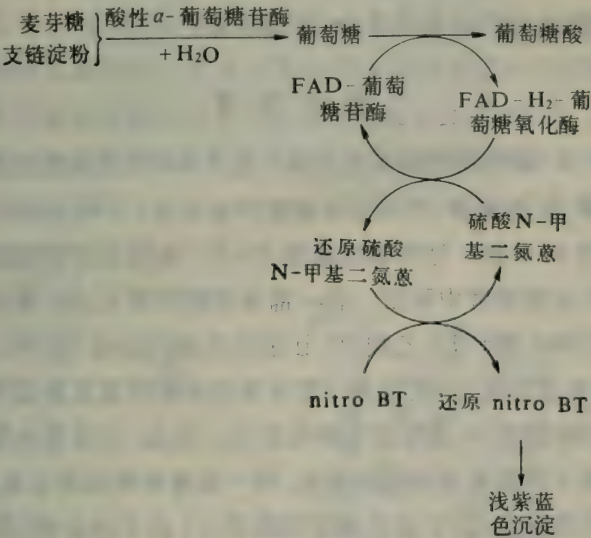 麦芽糖
支链淀粉
酸性α-葡萄糖苷酶
+H₂O
葡萄糖
葡萄糖酸
FAD-葡萄
糖苷酶
FAD-H₂-葡
萄糖氧化酶
硫酸N-甲
基二氮蒽
还原硫酸
N-甲基二氮蒽
nitro BT
还原 nitro BT
浅紫蓝
色沉淀